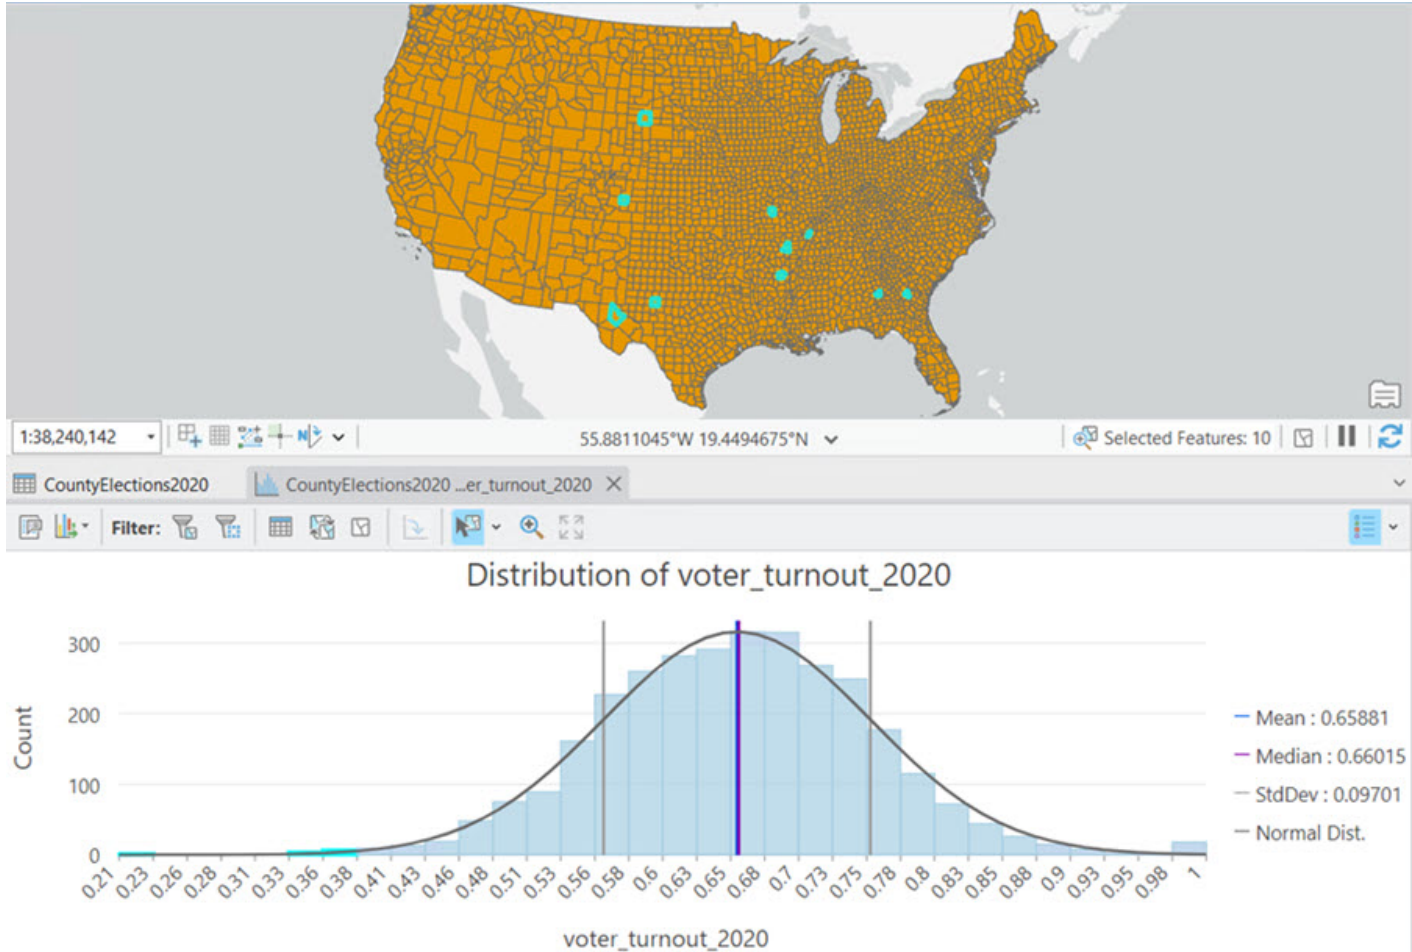 1:38,240,142
N
55.8811045°W 19.4494675°N
Selected Features: 10
CountyElections2020
CountyElections2020 ...er_turnout_2020
Filter:
Distribution of voter_turnout_2020
300
200
100
0
Count
0.21 0.23 0.26 0.28 0.31 0.33 0.36 0.38 0.41 0.43 0.46 0.48 0.51 0.53 0.56 0.58 0.6 0.63 0.65 0.68 0.7 0.73 0.75 0.78 0.8 0.83 0.85 0.88 0.9 0.93 0.95 0.98 1
voter_turnout_2020
Mean : 0.65881
Median : 0.66015
StdDev : 0.09701
Normal Dist.